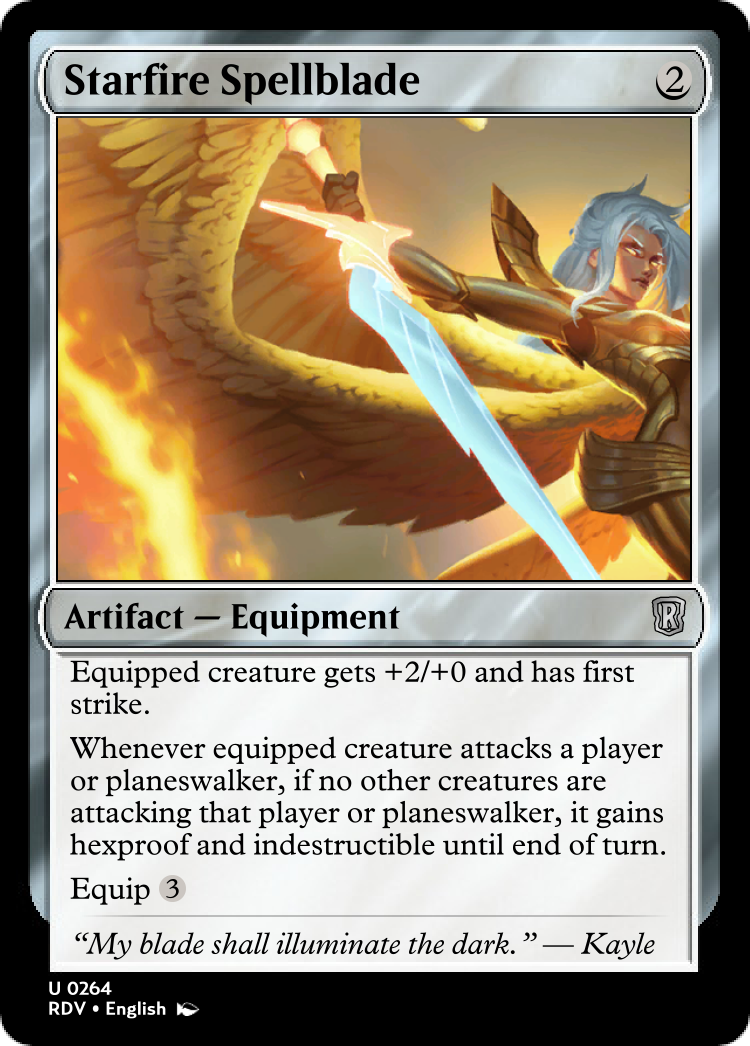 Starfire Spellblade 2
Artifact — Equipment R
Equipped creature gets +2/+0 and has first
strike.
Whenever equipped creature attacks a player
or planeswalker, if no other creatures are
attacking that player or planeswalker, it gains
hexproof and indestructible until end of turn.
Equip 3
“My blade shall illuminate the dark.” — Kayle
U 0264
RDV • English